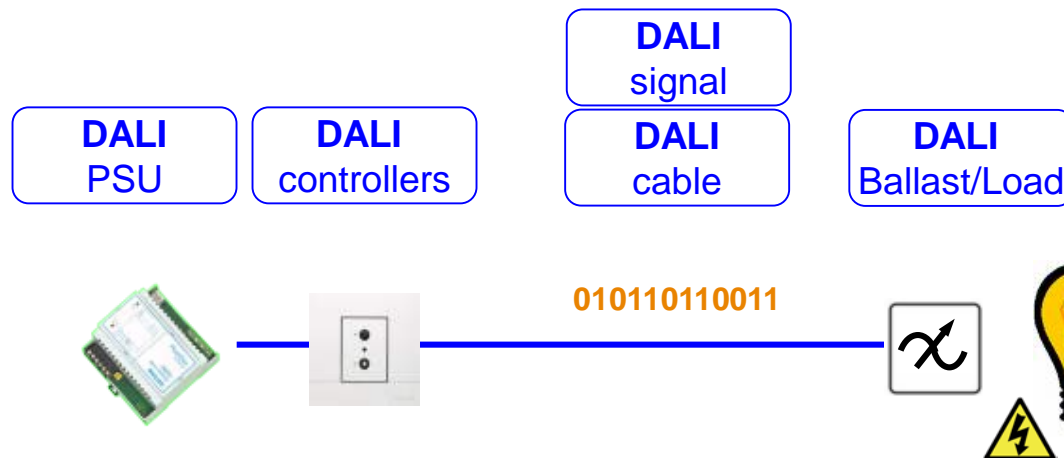 DALI
signal
DALI
PSU
DALI
controllers
DALI
cable
DALI
Ballast/Load
010110110011